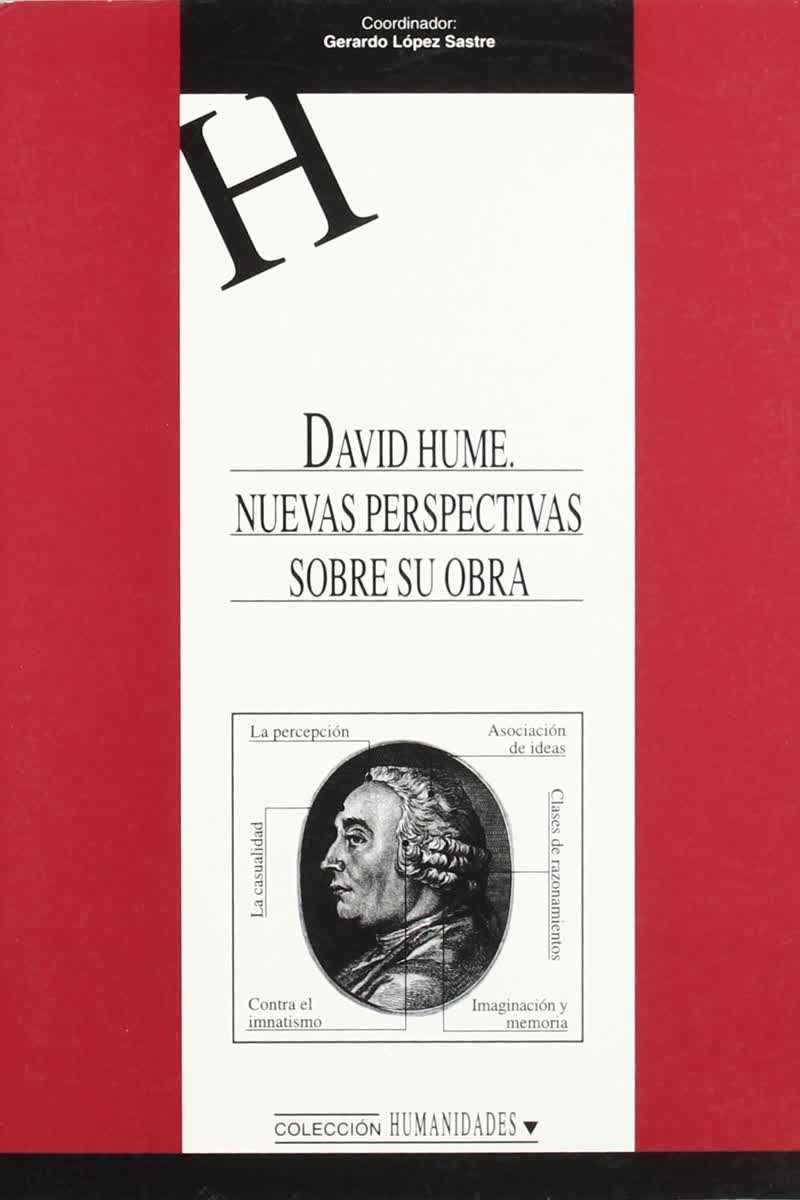 Coordinador:
Gerardo López Sastre
H
DAVID HUME.
NUEVAS PERSPECTIVAS
SOBRE SU OBRA
La percepción
Asociación
de ideas
La casualidad
Clases de razonamientos
Contra el
imnatismo
Imaginación y
memoria
COLECCIÓN HUMANIDADES